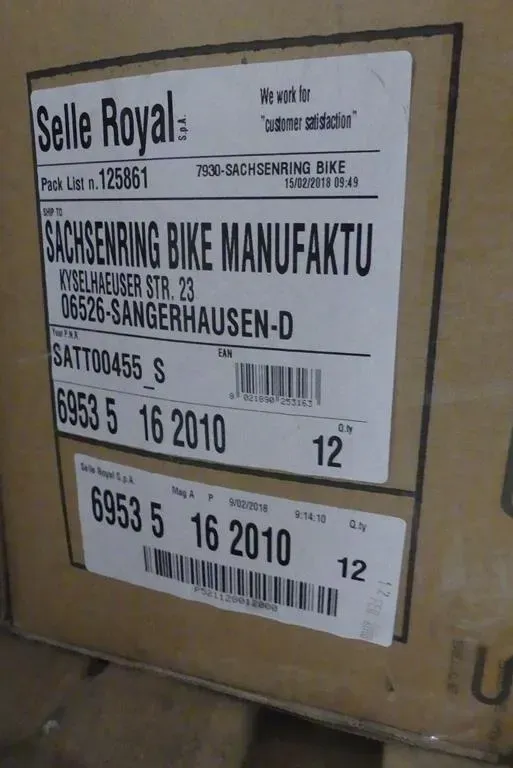 Selle Royal S.p.A.
We work for
"customer satisfaction"
Pack List n.125861
7930-SACHSENRING BIKE
15/02/2018 09:49
SHIP TO
SACHSENRING BIKE MANUFAKTU
KYSELHAEUSER STR. 23
06526-SANGERHAUSEN-D
Your P.N.R
SATT00455_S
EAN
8 021890 253163
6953 5 16 2010
Q.ty
12
Selle Royal S.p.A.
Mag A P 9/02/2018 9:14:10 Q.ty
6953 5 16 2010 12
P521128012000